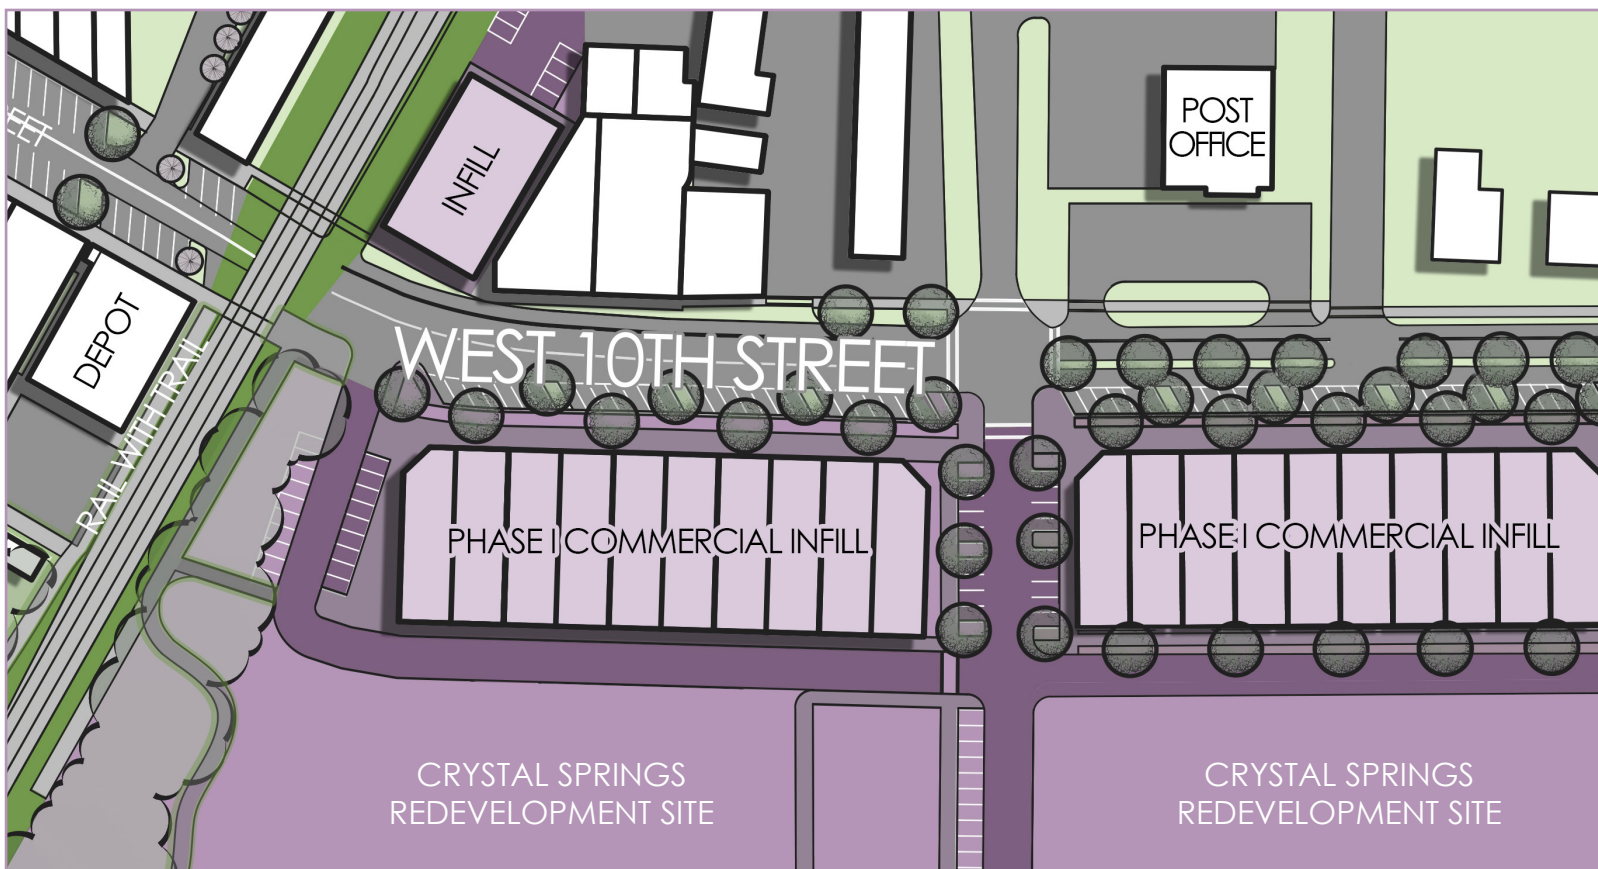 POST
OFFICE
INFILL
DEPOT
WEST 10TH STREET
RAIL WITH TRAIL
PHASE I COMMERCIAL INFILL
PHASE I COMMERCIAL INFILL
CRYSTAL SPRINGS
REDEVELOPMENT SITE
CRYSTAL SPRINGS
REDEVELOPMENT SITE